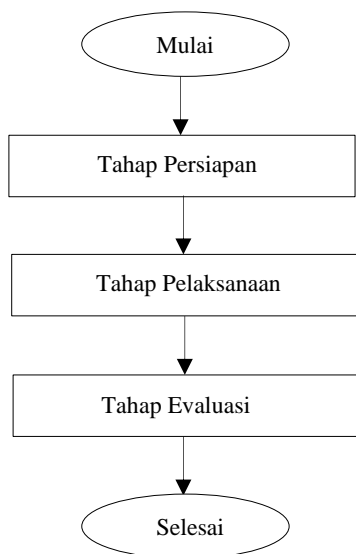 Mulai
Tahap Persiapan
Tahap Pelaksanaan
Tahap Evaluasi
Selesai